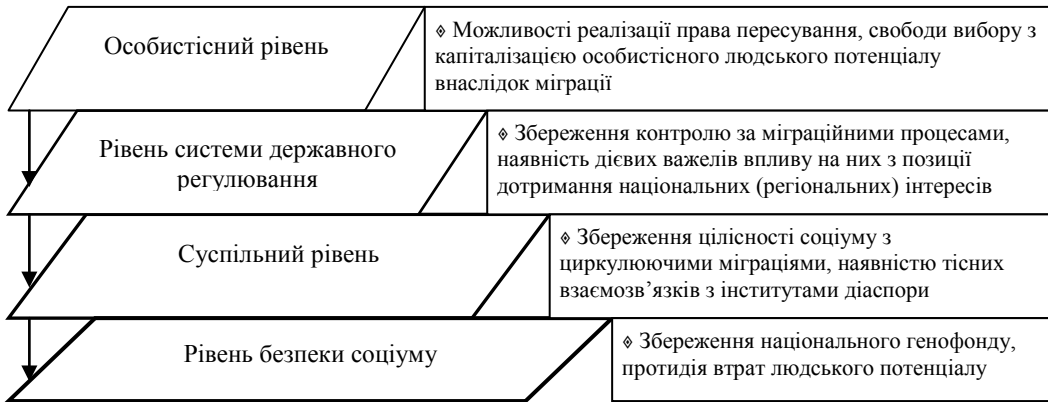 Особистісний рівень
⎒ Можливості реалізації права пересування, свободи вибору з
капіталізацією особистісного людського потенціалу
внаслідок міграції
Рівень системи державного
регулювання
⎒ Збереження контролю за міграційними процесами,
наявність дієвих важелів впливу на них з позиції
дотримання національних (регіональних) інтересів
Суспільний рівень
⎒ Збереження цілісності соціуму з
циркулюючими міграціями, наявністю тісних
взаємозв’язків з інститутами діаспори
Рівень безпеки соціуму
⎒ Збереження національного генофонду,
протидія втрат людського потенціалу